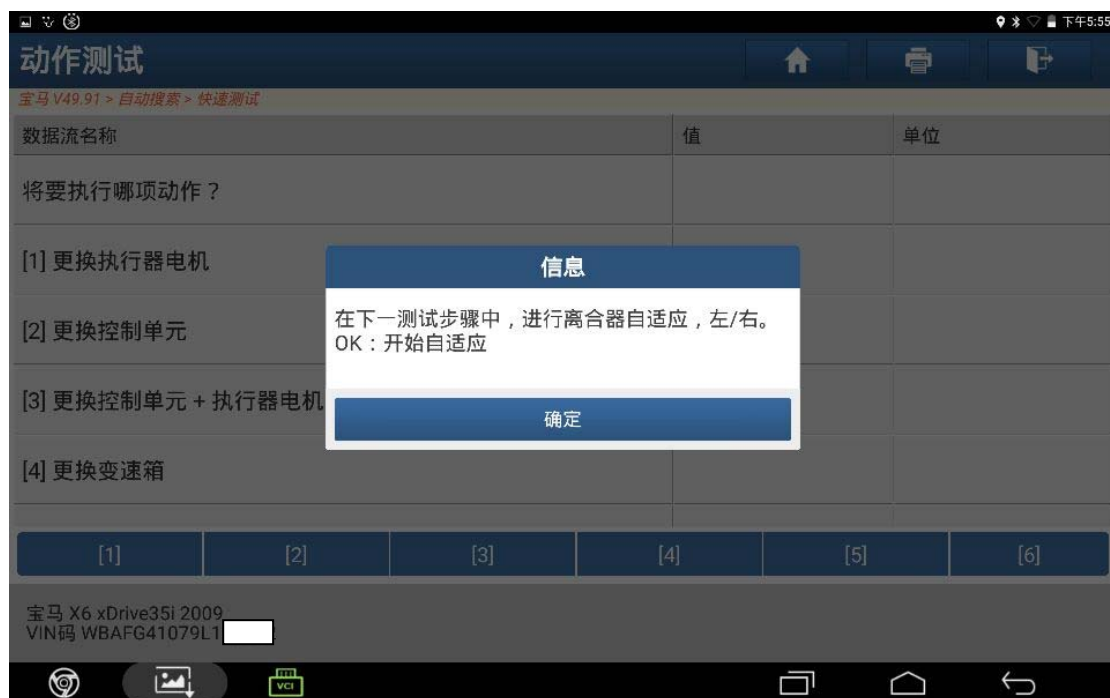 下午5:55
动作测试
宝马 V49.91 > 自动搜索 > 快速测试
数据流名称 值 单位
将要执行哪项动作？
[1] 更换执行器电机
信息
在下一测试步骤中，进行离合器自适应，左/右。
[2] 更换控制单元
OK：开始自适应
[3] 更换控制单元 + 执行器电机
确定
[4] 更换变速箱
[1] [2] [3] [4] [5] [6]
宝马 X6 xDrive35i 2009
VIN码 WBAFG41079L1
VCI